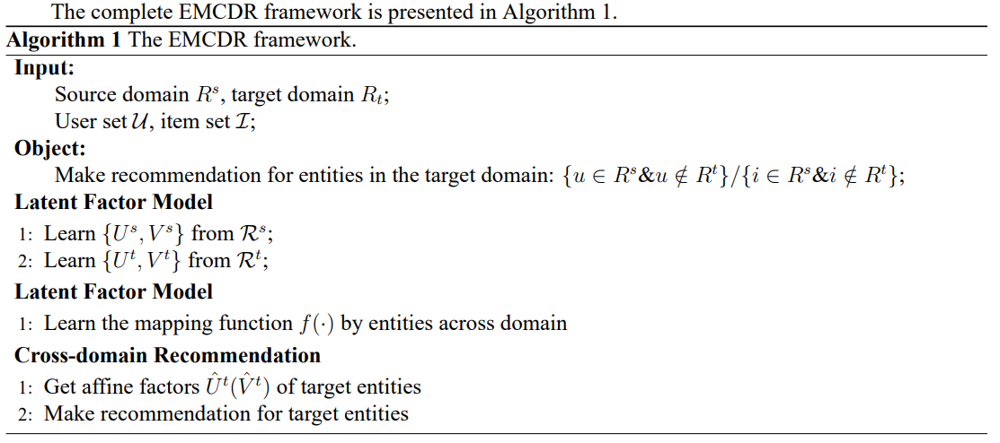 The complete EMCDR framework is presented in Algorithm 1.
Algorithm 1 The EMCDR framework.
Input:
Source domain $R^s$, target domain $R_t$;
User set $\mathcal{U}$, item set $\mathcal{I}$;
Object:
Make recommendation for entities in the target domain: $\{u \in R^s \& u \notin R^t\}/\{i \in R^s \& i \notin R^t\}$;
Latent Factor Model
1: Learn $\{U^s, V^s\}$ from $\mathcal{R}^s$;
2: Learn $\{U^t, V^t\}$ from $\mathcal{R}^t$;
Latent Factor Model
1: Learn the mapping function $f(\cdot)$ by entities across domain
Cross-domain Recommendation
1: Get affine factors $\hat{U}^t(\hat{V}^t)$ of target entities
2: Make recommendation for target entities